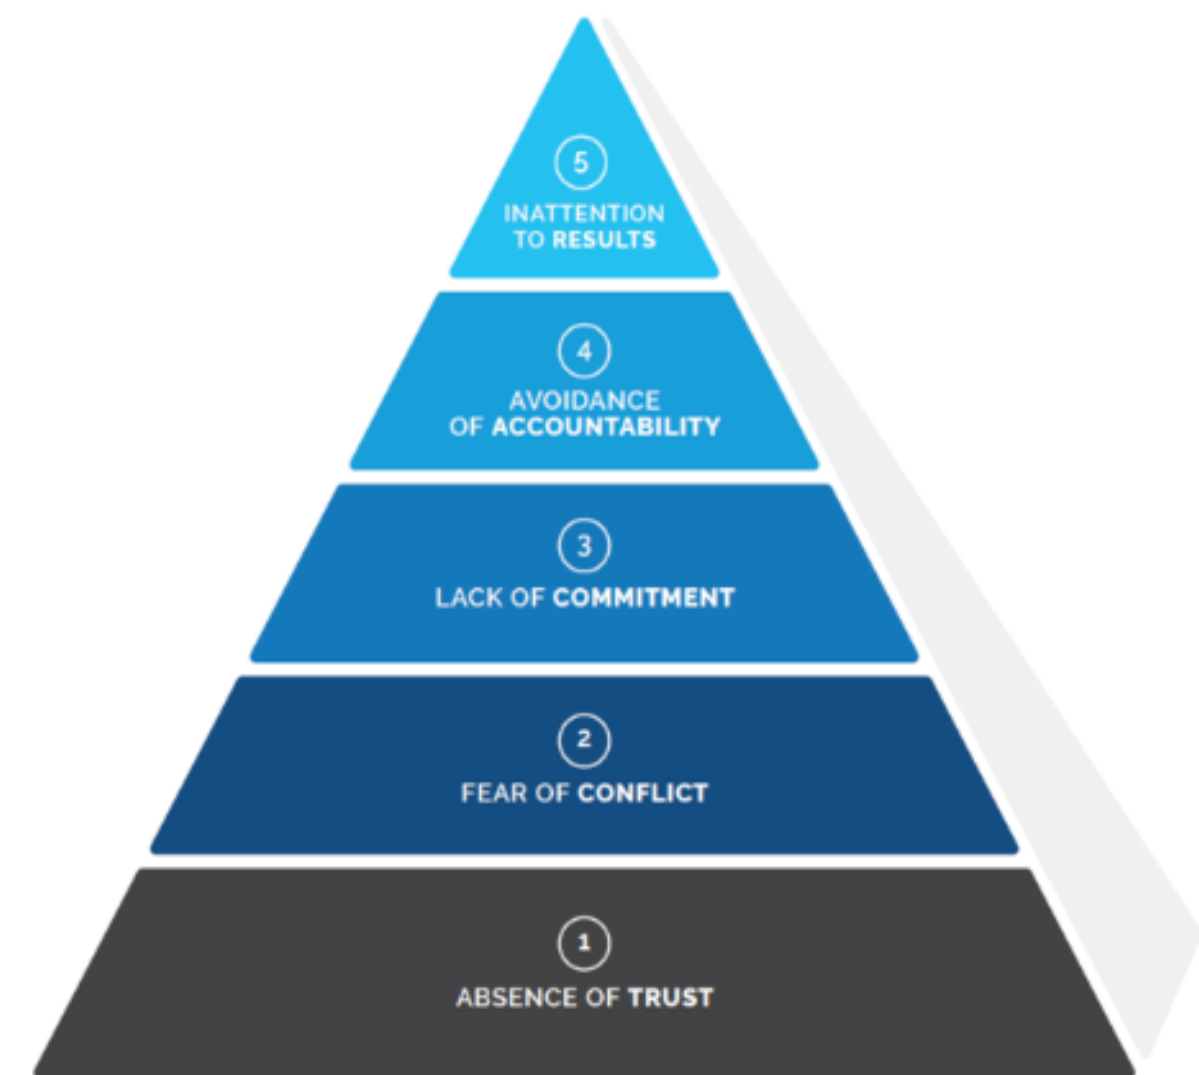 5
INATTENTION
TO RESULTS
4
AVOIDANCE
OF ACCOUNTABILITY
3
LACK OF COMMITMENT
2
FEAR OF CONFLICT
1
ABSENCE OF TRUST